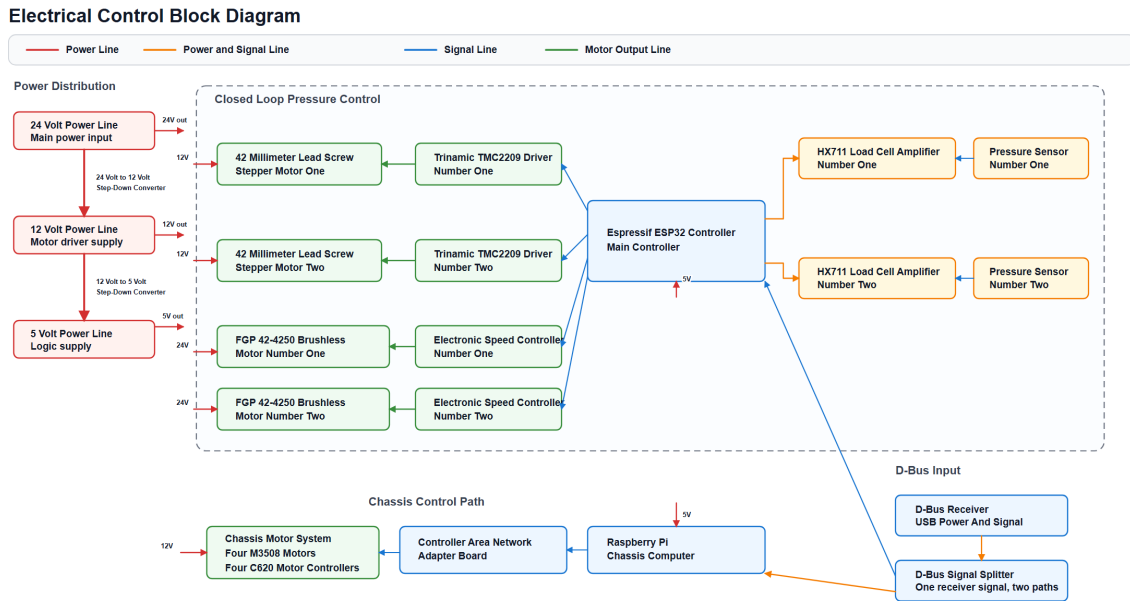 Electrical Control Block Diagram
Power Line
Power and Signal Line
Signal Line
Motor Output Line
Power Distribution
24 Volt Power Line
Main power input
24V out
24 Volt to 12 Volt
Step-Down Converter
12 Volt Power Line
Motor driver supply
12V out
12 Volt to 5 Volt
Step-Down Converter
5 Volt Power Line
Logic supply
5V out
Closed Loop Pressure Control
12V
42 Millimeter Lead Screw
Stepper Motor One
Trinamic TMC2209 Driver
Number One
12V
42 Millimeter Lead Screw
Stepper Motor Two
Trinamic TMC2209 Driver
Number Two
24V
FGP 42-4250 Brushless
Motor Number One
Electronic Speed Controller
Number One
24V
FGP 42-4250 Brushless
Motor Number Two
Electronic Speed Controller
Number Two
Espressif ESP32 Controller
Main Controller
5V
HX711 Load Cell Amplifier
Number One
Pressure Sensor
Number One
HX711 Load Cell Amplifier
Number Two
Pressure Sensor
Number Two
D-Bus Input
D-Bus Receiver
USB Power And Signal
D-Bus Signal Splitter
One receiver signal, two paths
Chassis Control Path
12V
Chassis Motor System
Four M3508 Motors
Four C620 Motor Controllers
Controller Area Network
Adapter Board
5V
Raspberry Pi
Chassis Computer